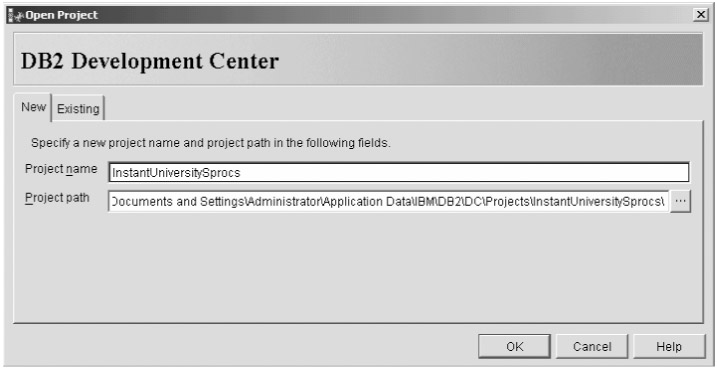 Open Project
DB2 Development Center
New Existing
Specify a new project name and project path in the following fields.
Project name InstantUniversitySprocs
Project path Documents and Settings\Administrator\Application Data\IBM\DB2\DC\Projects\InstantUniversitySprocs\ ...
OK Cancel Help